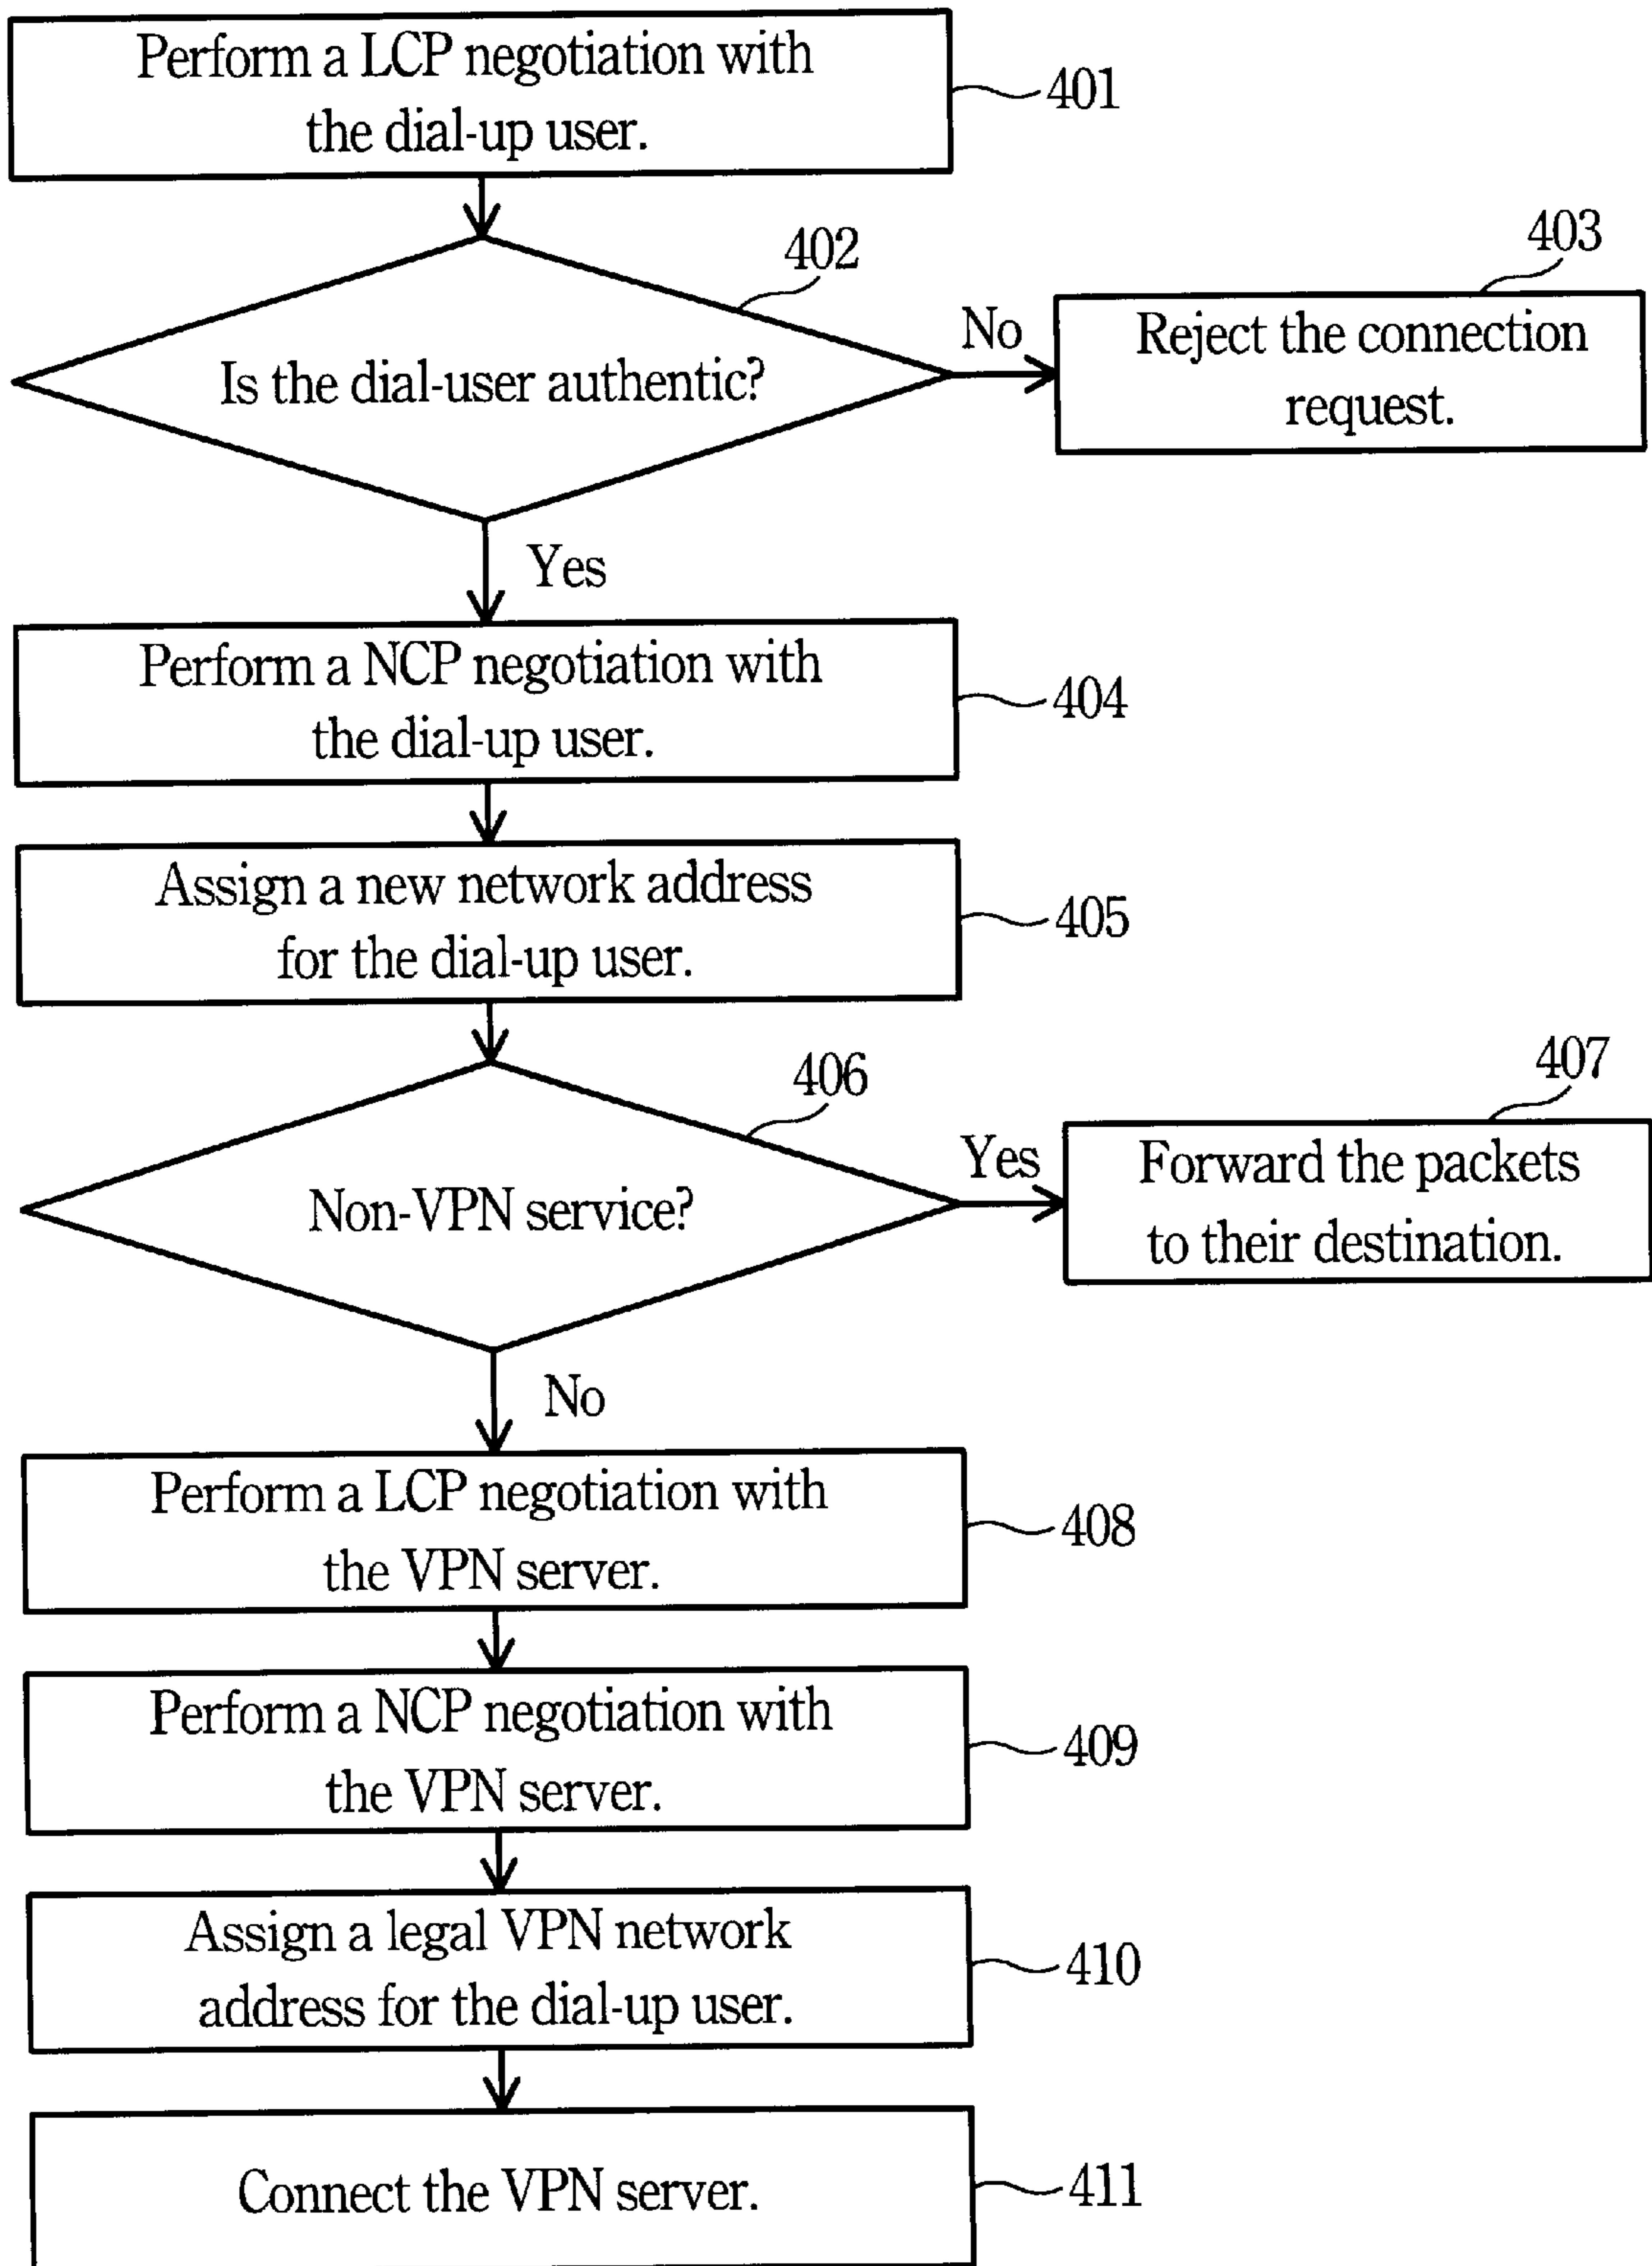 Perform a LCP negotiation with
the dial-up user.
401
402
Is the dial-user authentic?
No
403
Reject the connection
request.
Yes
Perform a NCP negotiation with
the dial-up user.
404
Assign a new network address
for the dial-up user.
405
406
Non-VPN service?
Yes
407
Forward the packets
to their destination.
No
Perform a LCP negotiation with
the VPN server.
408
Perform a NCP negotiation with
the VPN server.
409
Assign a legal VPN network
address for the dial-up user.
410
Connect the VPN server.
411